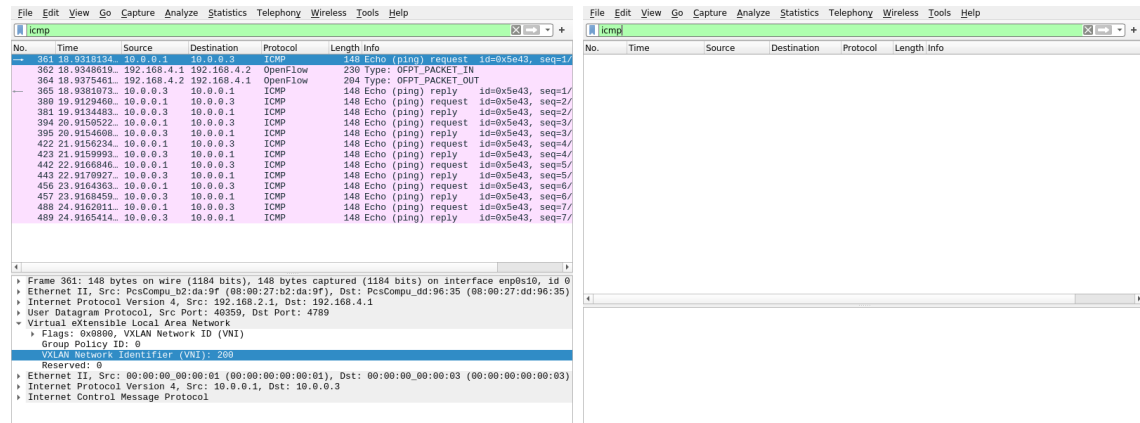 File Edit View Go Capture Analyze Statistics Telephony Wireless Tools Help
icmp
No. Time Source Destination Protocol Length Info
361 18.9318134… 10.0.0.1 10.0.0.3 ICMP 148 Echo (ping) request id=0x5e43, seq=1/
362 18.9348619… 192.168.4.1 192.168.4.2 OpenFlow 230 Type: OFPT_PACKET_IN
364 18.9375461… 192.168.4.2 192.168.4.1 OpenFlow 204 Type: OFPT_PACKET_OUT
365 18.9381073… 10.0.0.3 10.0.0.1 ICMP 148 Echo (ping) reply id=0x5e43, seq=1/
380 19.9129460… 10.0.0.1 10.0.0.3 ICMP 148 Echo (ping) request id=0x5e43, seq=2/
381 19.9134483… 10.0.0.3 10.0.0.1 ICMP 148 Echo (ping) reply id=0x5e43, seq=2/
394 20.9150522… 10.0.0.1 10.0.0.3 ICMP 148 Echo (ping) request id=0x5e43, seq=3/
395 20.9154608… 10.0.0.3 10.0.0.1 ICMP 148 Echo (ping) reply id=0x5e43, seq=3/
422 21.9156234… 10.0.0.1 10.0.0.3 ICMP 148 Echo (ping) request id=0x5e43, seq=4/
423 21.9159993… 10.0.0.3 10.0.0.1 ICMP 148 Echo (ping) reply id=0x5e43, seq=4/
442 22.9166846… 10.0.0.1 10.0.0.3 ICMP 148 Echo (ping) request id=0x5e43, seq=5/
443 22.9170927… 10.0.0.3 10.0.0.1 ICMP 148 Echo (ping) reply id=0x5e43, seq=5/
456 23.9164363… 10.0.0.1 10.0.0.3 ICMP 148 Echo (ping) request id=0x5e43, seq=6/
457 23.9168459… 10.0.0.3 10.0.0.1 ICMP 148 Echo (ping) reply id=0x5e43, seq=6/
488 24.9162011… 10.0.0.1 10.0.0.3 ICMP 148 Echo (ping) request id=0x5e43, seq=7/
489 24.9165414… 10.0.0.3 10.0.0.1 ICMP 148 Echo (ping) reply id=0x5e43, seq=7/
Frame 361: 148 bytes on wire (1184 bits), 148 bytes captured (1184 bits) on interface enp0s10, id 0
Ethernet II, Src: PcsCompu_b2:da:9f (08:00:27:b2:da:9f), Dst: PcsCompu_dd:96:35 (08:00:27:dd:96:35)
Internet Protocol Version 4, Src: 192.168.2.1, Dst: 192.168.4.1
User Datagram Protocol, Src Port: 40359, Dst Port: 4789
Virtual eXtensible Local Area Network
Flags: 0x0800, VXLAN Network ID (VNI)
Group Policy ID: 0
VXLAN Network Identifier (VNI): 200
Reserved: 0
Ethernet II, Src: 00:00:00_00:00:01 (00:00:00:00:00:01), Dst: 00:00:00_00:00:03 (00:00:00:00:00:03)
Internet Protocol Version 4, Src: 10.0.0.1, Dst: 10.0.0.3
Internet Control Message Protocol
File Edit View Go Capture Analyze Statistics Telephony Wireless Tools Help
icmp
No. Time Source Destination Protocol Length Info